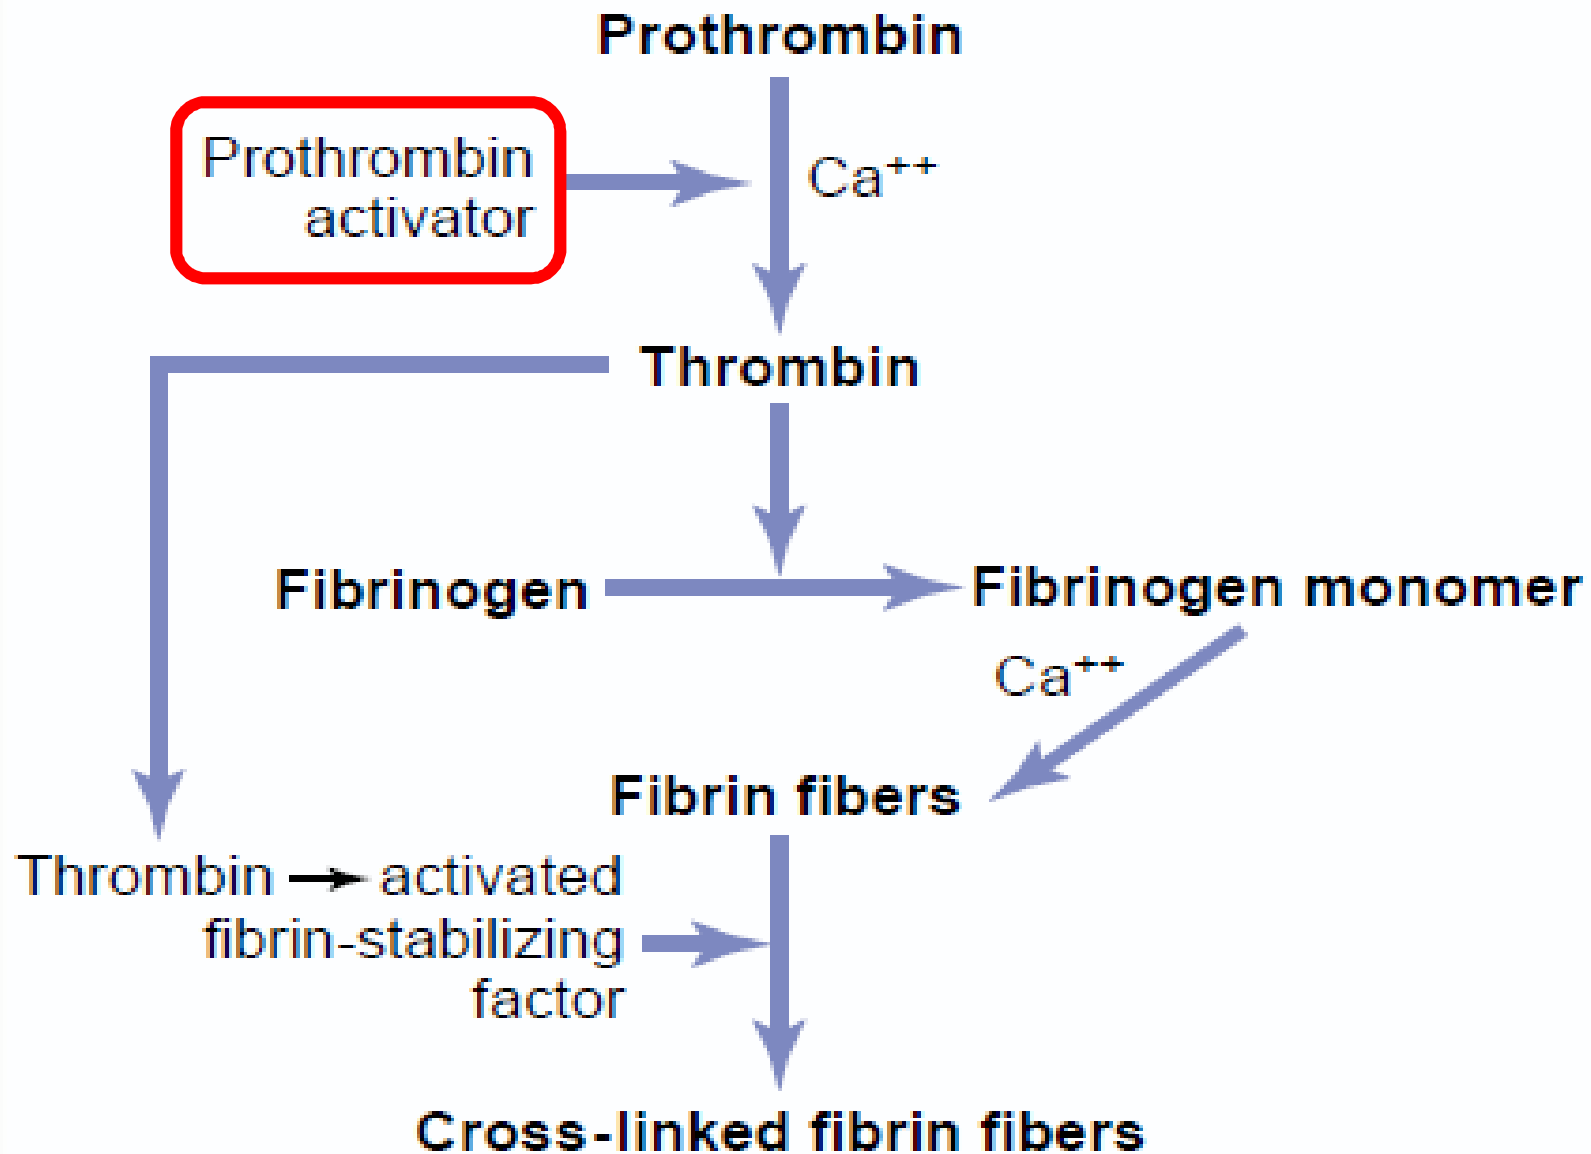 Prothrombin
Prothrombin
activator
Ca++
Thrombin
Fibrinogen
Fibrinogen monomer
Ca++
Fibrin fibers
Thrombin → activated
fibrin-stabilizing
factor
Cross-linked fibrin fibers